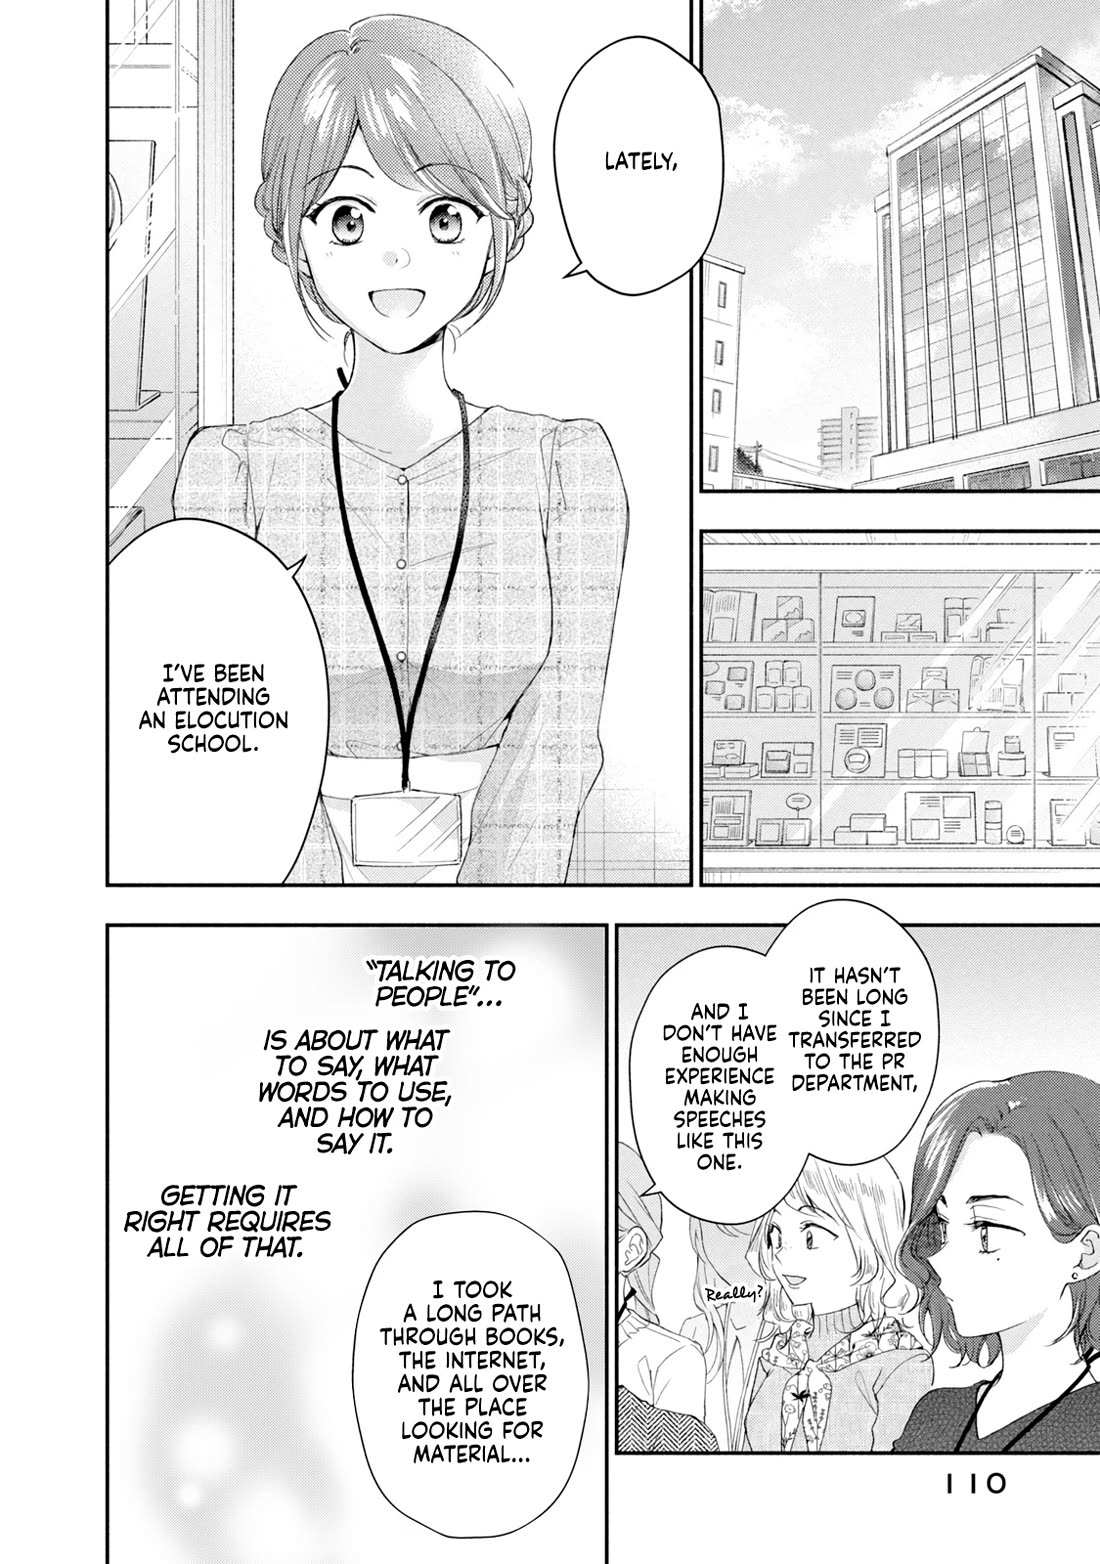 LATELY,
I'VE BEEN
ATTENDING
AN ELOCUTION
SCHOOL.
IT HASN'T
BEEN LONG
SINCE I
TRANSFERRED
TO THE PR
DEPARTMENT,
AND I
DON'T HAVE
ENOUGH
EXPERIENCE
MAKING
SPEECHES
LIKE THIS
ONE.
Really?
"TALKING TO
PEOPLE"...
IS ABOUT WHAT
TO SAY, WHAT
WORDS TO USE,
AND HOW TO
SAY IT.
GETTING IT
RIGHT REQUIRES
ALL OF THAT.
I TOOK
A LONG PATH
THROUGH BOOKS,
THE INTERNET,
AND ALL OVER
THE PLACE
LOOKING FOR
MATERIAL...
110